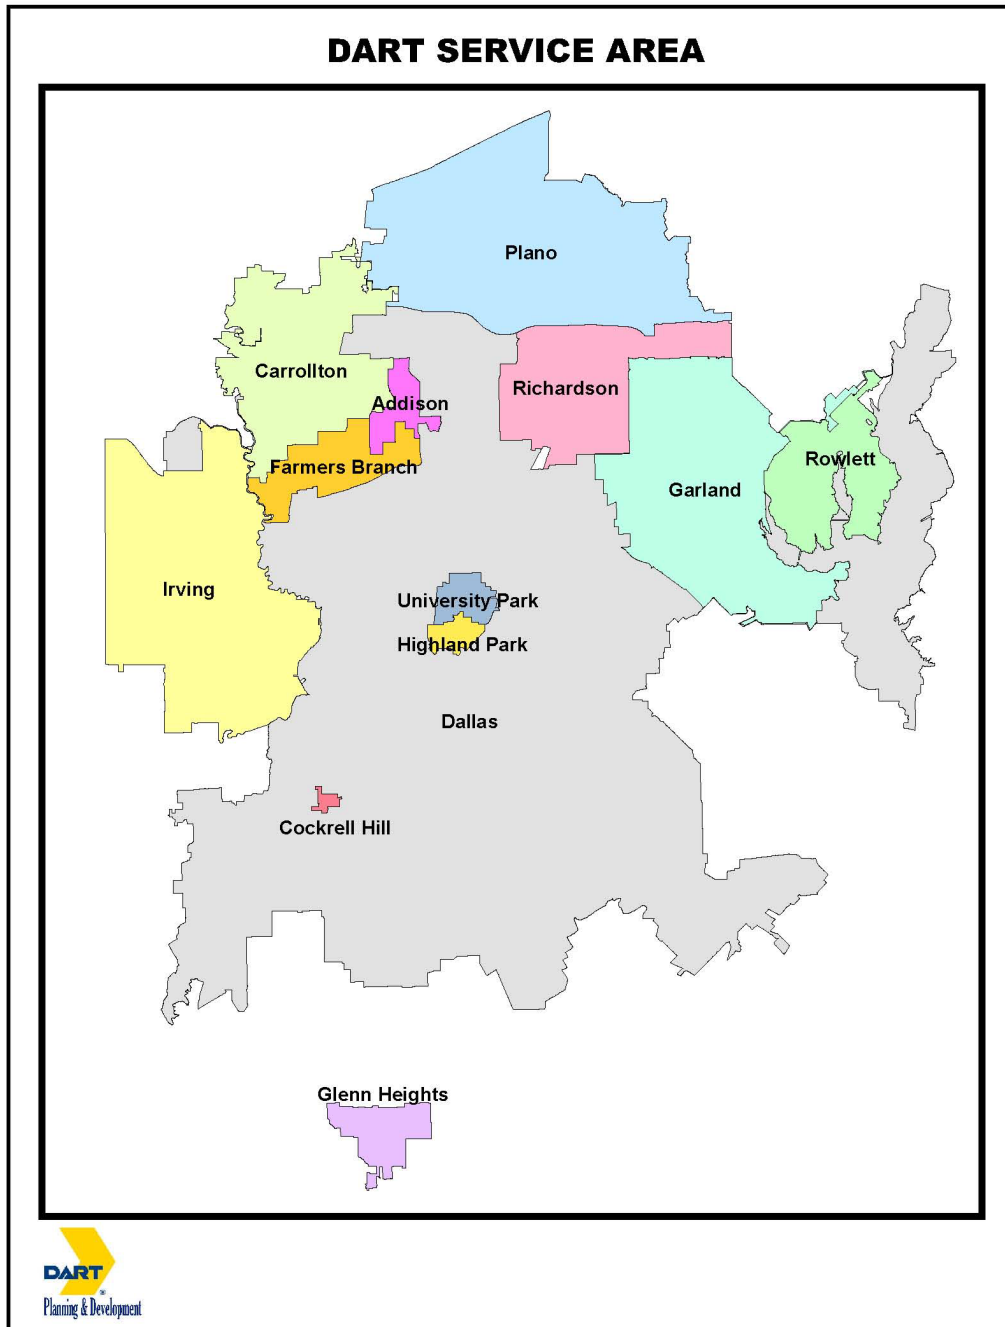 DART SERVICE AREA
Plano
Carrollton
Richardson
Addison
Rowlett
Farmers Branch
Garland
Irving
University Park
Highland Park
Dallas
Cockrell Hill
Glenn Heights
DART
®
Planning & Development